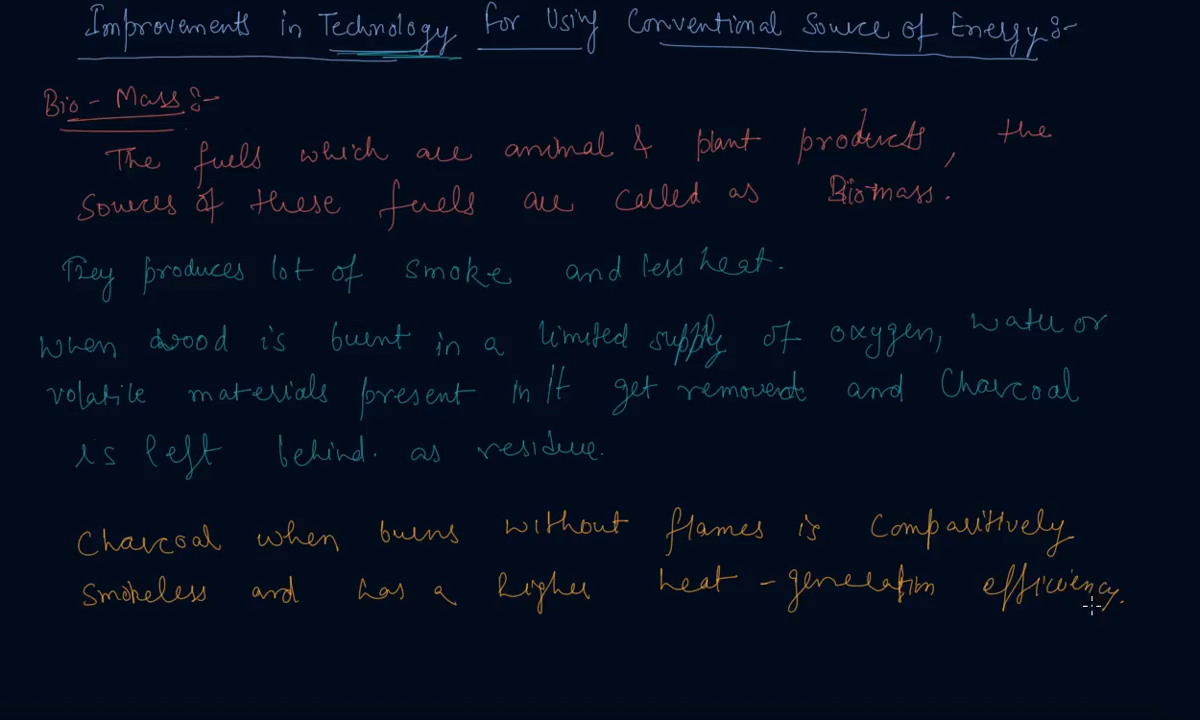 Improvements in Technology for Using Conventional Source of Energy:-
Bio-Mass:-
The fuels which are animal & plant products, the
sources of these fuels are called as Biomass.
They produces lot of smoke and less heat.
When wood is burnt in a limited supply of oxygen, water or
volatile materials present in it get removed and Charcoal
is left behind. as residue.
Charcoal when burns without flames is Comparitively
Smokeless and has a higher heat-generation efficiency.